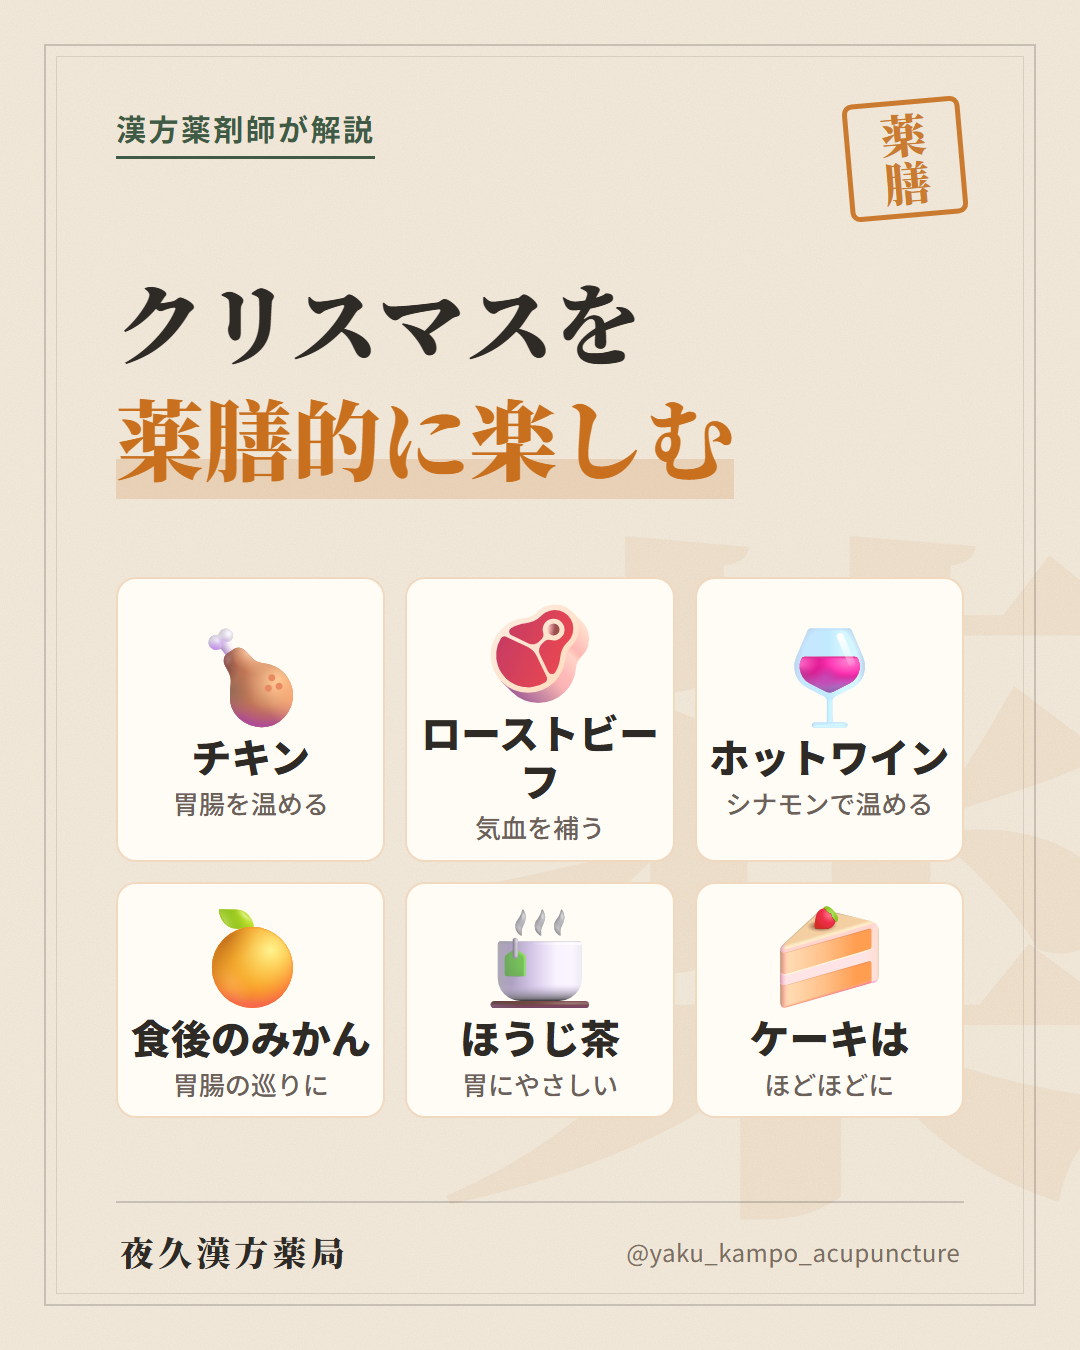 漢方薬剤師が解説
薬
膳
クリスマスを
薬膳的に楽しむ
チキン
胃腸を温める
ローストビー
フ
気血を補う
ホットワイン
シナモンで温める
食後のみかん
胃腸の巡りに
ほうじ茶
胃にやさしい
ケーキは
ほどほどに
夜久漢方薬局
@yaku_kampo_acupuncture